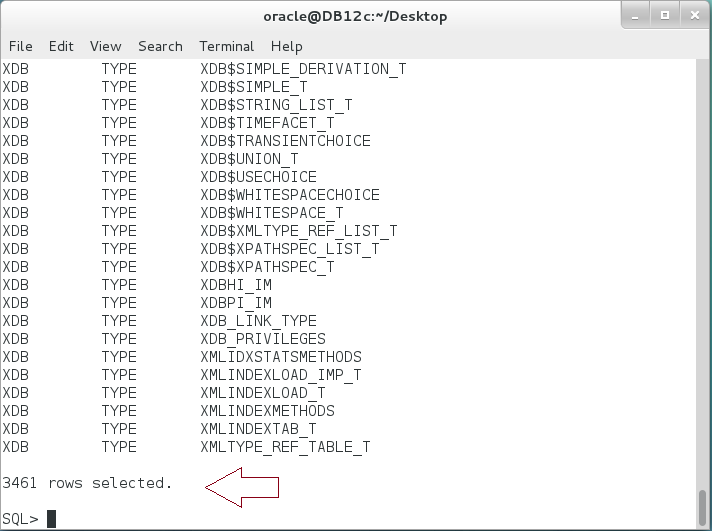 oracle@DB12c:~/Desktop
File Edit View Search Terminal Help
XDB TYPE XDB$SIMPLE_DERIVATION_T
XDB TYPE XDB$SIMPLE_T
XDB TYPE XDB$STRING_LIST_T
XDB TYPE XDB$TIMEFACET_T
XDB TYPE XDB$TRANSIENTCHOICE
XDB TYPE XDB$UNION_T
XDB TYPE XDB$USECHOICE
XDB TYPE XDB$WHITESPACECHOICE
XDB TYPE XDB$WHITESPACE_T
XDB TYPE XDB$XMLTYPE_REF_LIST_T
XDB TYPE XDB$XPATHSPEC_LIST_T
XDB TYPE XDB$XPATHSPEC_T
XDB TYPE XDBHI_IM
XDB TYPE XDBPI_IM
XDB TYPE XDB_LINK_TYPE
XDB TYPE XDB_PRIVILEGES
XDB TYPE XMLIDXSTATSMETHODS
XDB TYPE XMLINDEXLOAD_IMP_T
XDB TYPE XMLINDEXLOAD_T
XDB TYPE XMLINDEXMETHODS
XDB TYPE XMLINDEXTAB_T
XDB TYPE XMLTYPE_REF_TABLE_T
3461 rows selected.
SQL>